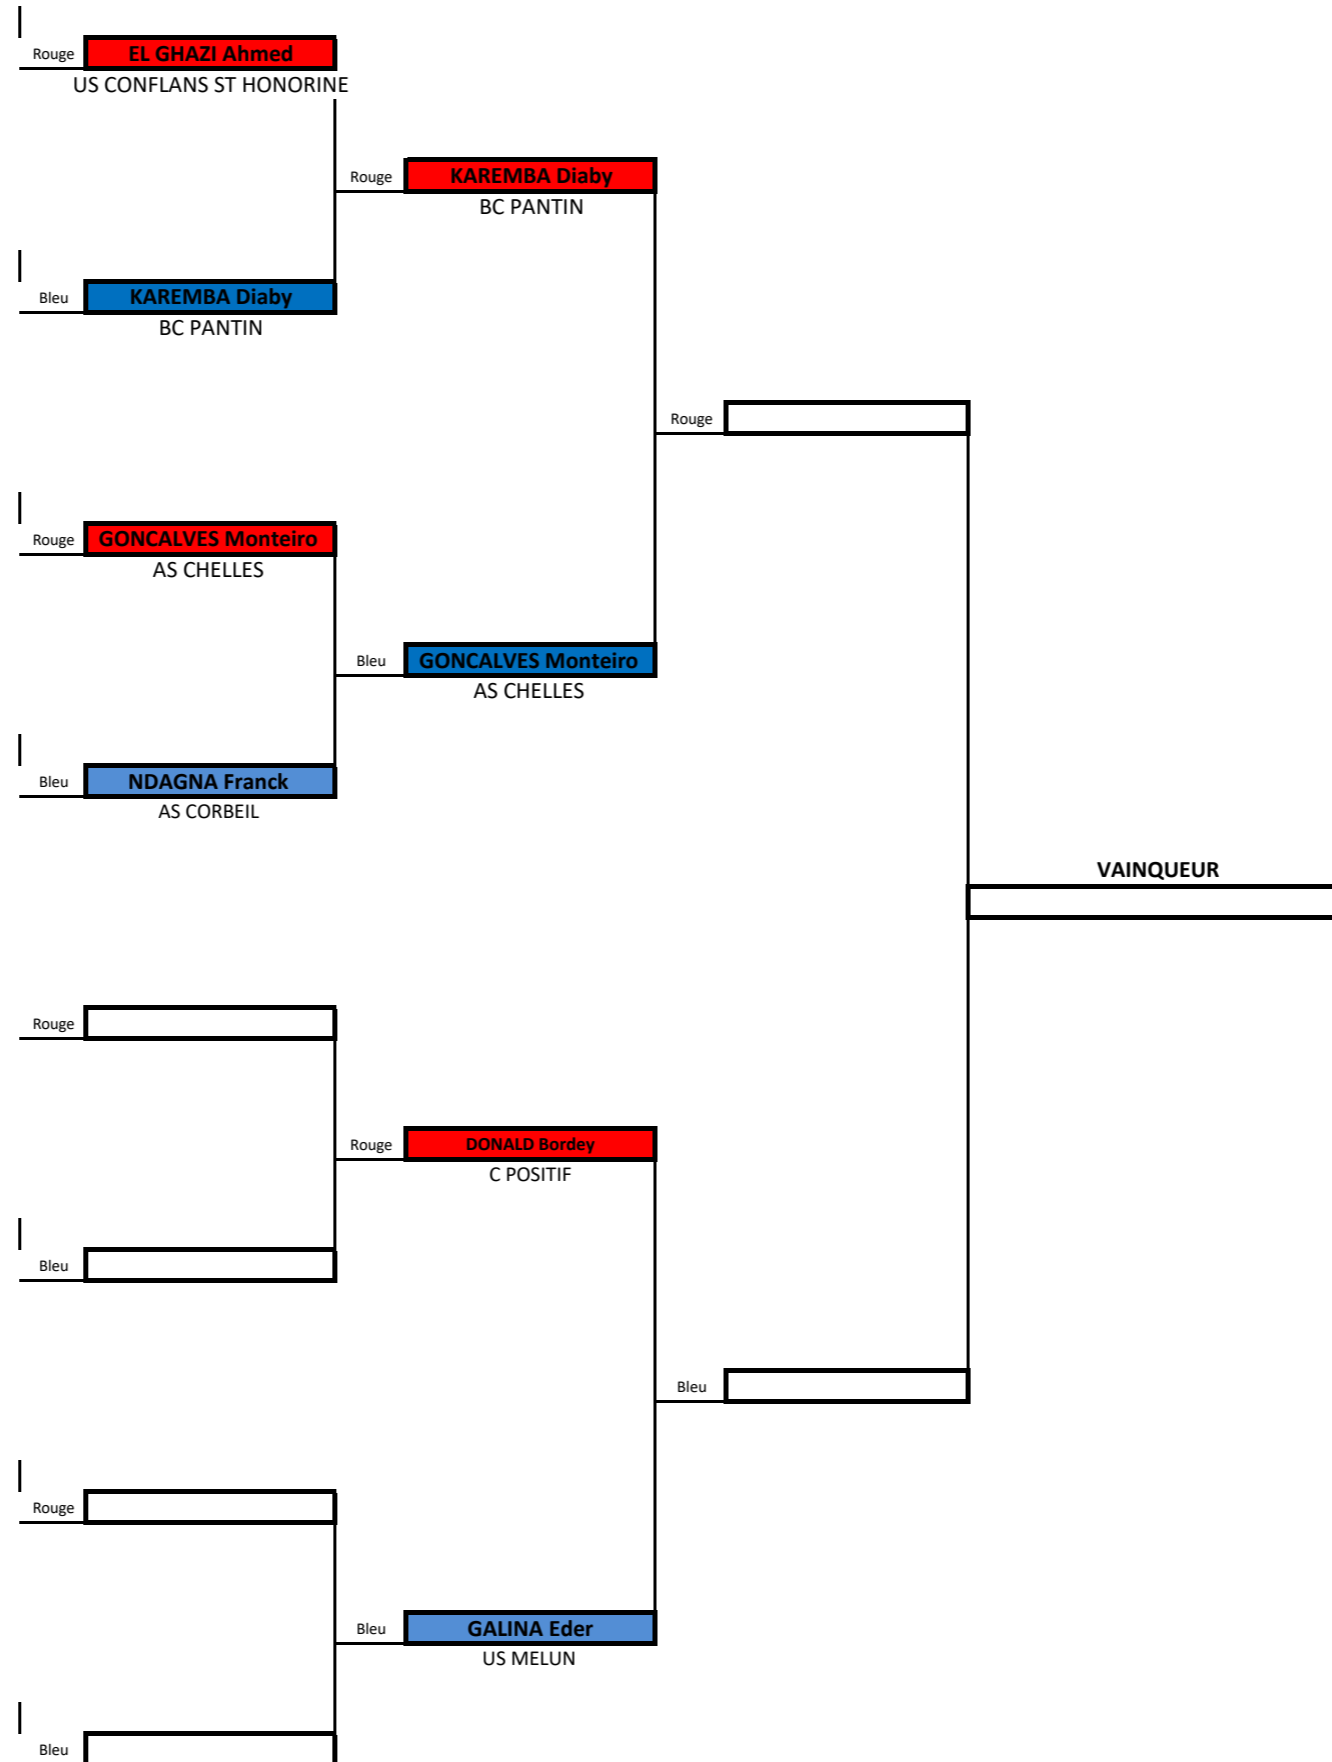 Rouge
EL GHAZI Ahmed
US CONFLANS ST HONORINE
Rouge
KAREMBA Diaby
BC PANTIN
Bleu
KAREMBA Diaby
BC PANTIN
Rouge
Rouge
GONCALVES Monteiro
AS CHELLES
Bleu
GONCALVES Monteiro
AS CHELLES
Bleu
NDAGNA Franck
AS CORBEIL
VAINQUEUR
Rouge
Rouge
DONALD Bordey
C POSITIF
Bleu
Bleu
Rouge
Bleu
GALINA Eder
US MELUN
Bleu